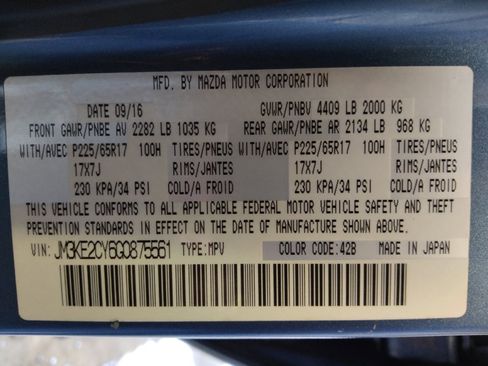 MFD. BY MAZDA MOTOR CORPORATION
DATE 09/16 GVWR/PNBV 4409 LB 2000 KG
FRONT GAWR/PNBE AV 2282 LB 1035 KG REAR GAWR/PNBE AR 2134 LB 968 KG
WITH/AVEC P225/65R17 100H TIRES/PNEUS WITH/AVEC P225/65R17 100H TIRES/PNEUS
17X7J RIMS/JANTES 17X7J RIMS/JANTES
230 KPA/34 PSI COLD/A FROID 230 KPA/34 PSI COLD/A FROID
THIS VEHICLE CONFORMS TO ALL APPLICABLE FEDERAL MOTOR VEHICLE SAFETY AND THEFT
PREVENTION STANDARDS IN EFFECT ON THE DATE OF MANUFACTURE SHOWN ABOVE.
VIN: JM3KE2CY6G0875561 TYPE:MPV COLOR CODE:42B MADE IN JAPAN